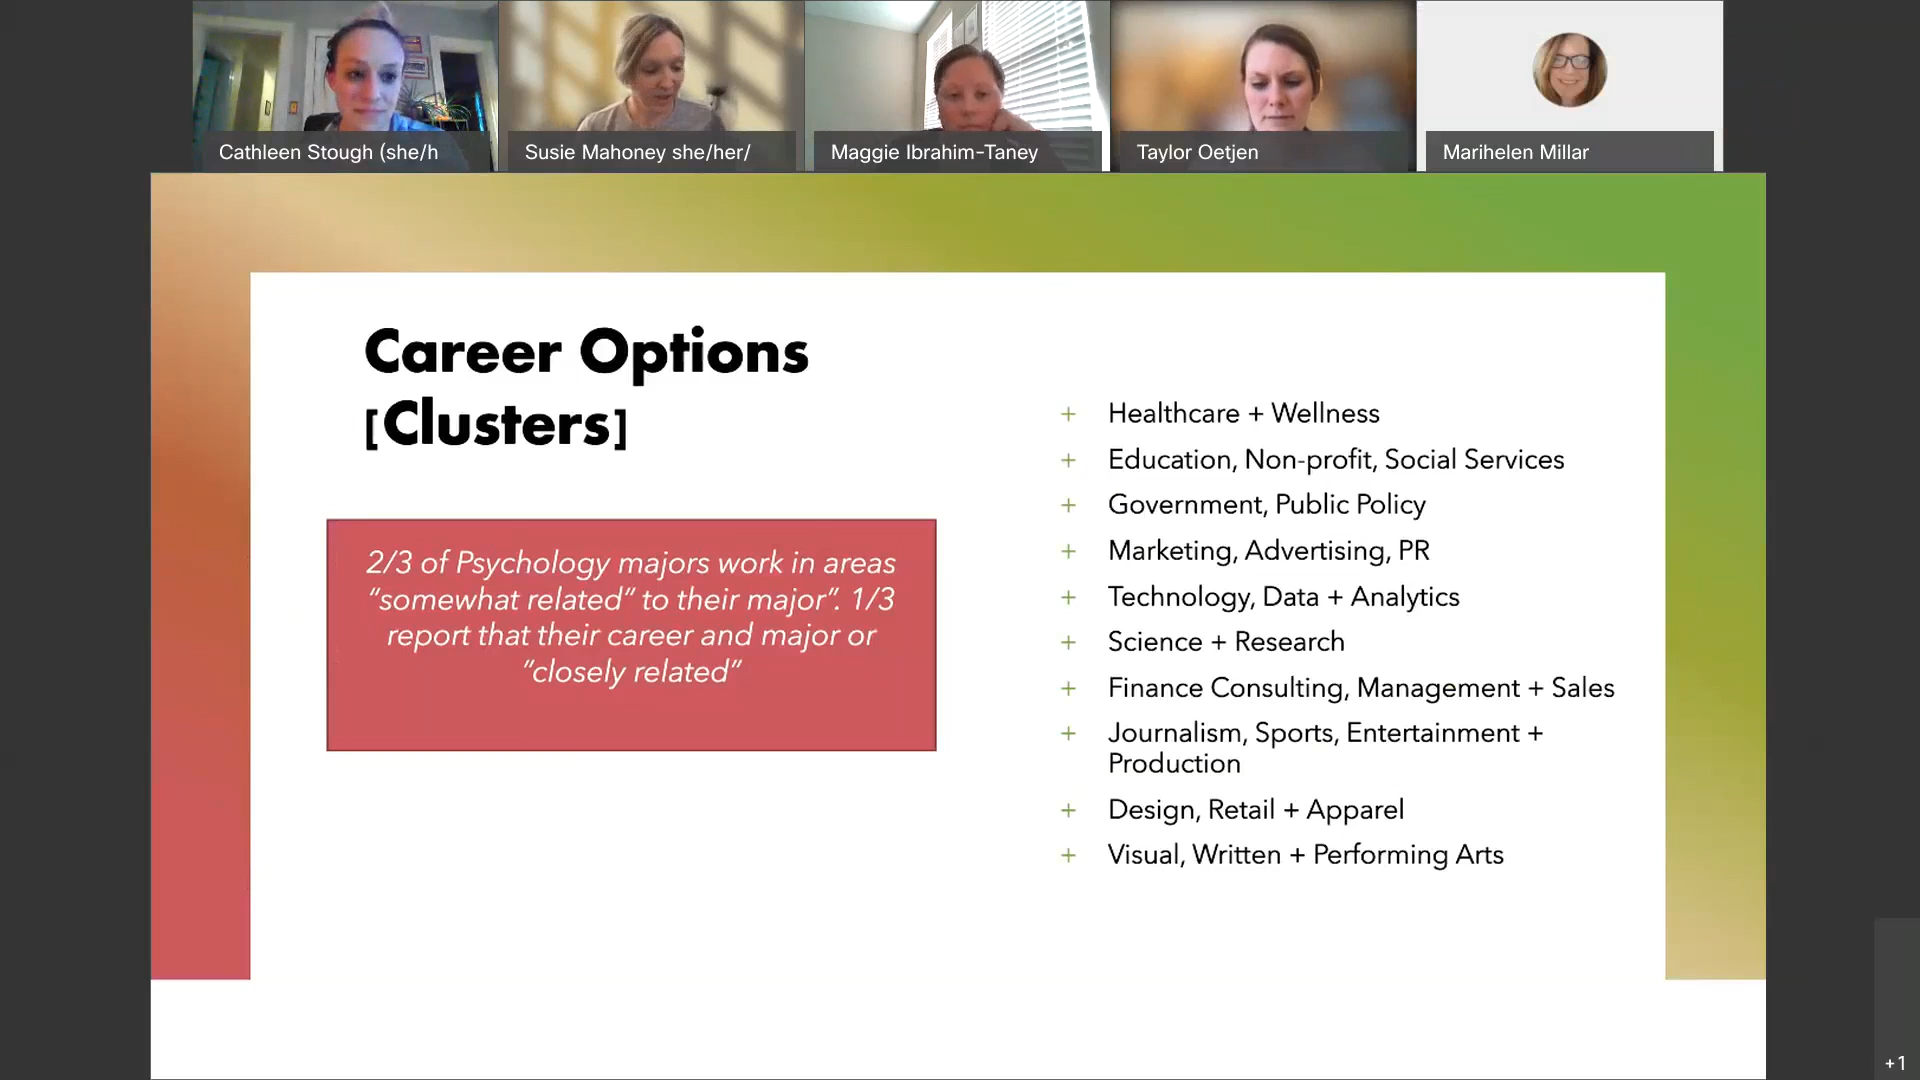 Cathleen Stough (she/h
Susie Mahoney she/her/
Maggie Ibrahim-Taney
Taylor Oetjen
Marihelen Millar
Career Options
[Clusters]
2/3 of Psychology majors work in areas
“somewhat related” to their major”. 1/3
report that their career and major or
“closely related”
+ Healthcare + Wellness
+ Education, Non-profit, Social Services
+ Government, Public Policy
+ Marketing, Advertising, PR
+ Technology, Data + Analytics
+ Science + Research
+ Finance Consulting, Management + Sales
+ Journalism, Sports, Entertainment +
Production
+ Design, Retail + Apparel
+ Visual, Written + Performing Arts
+1